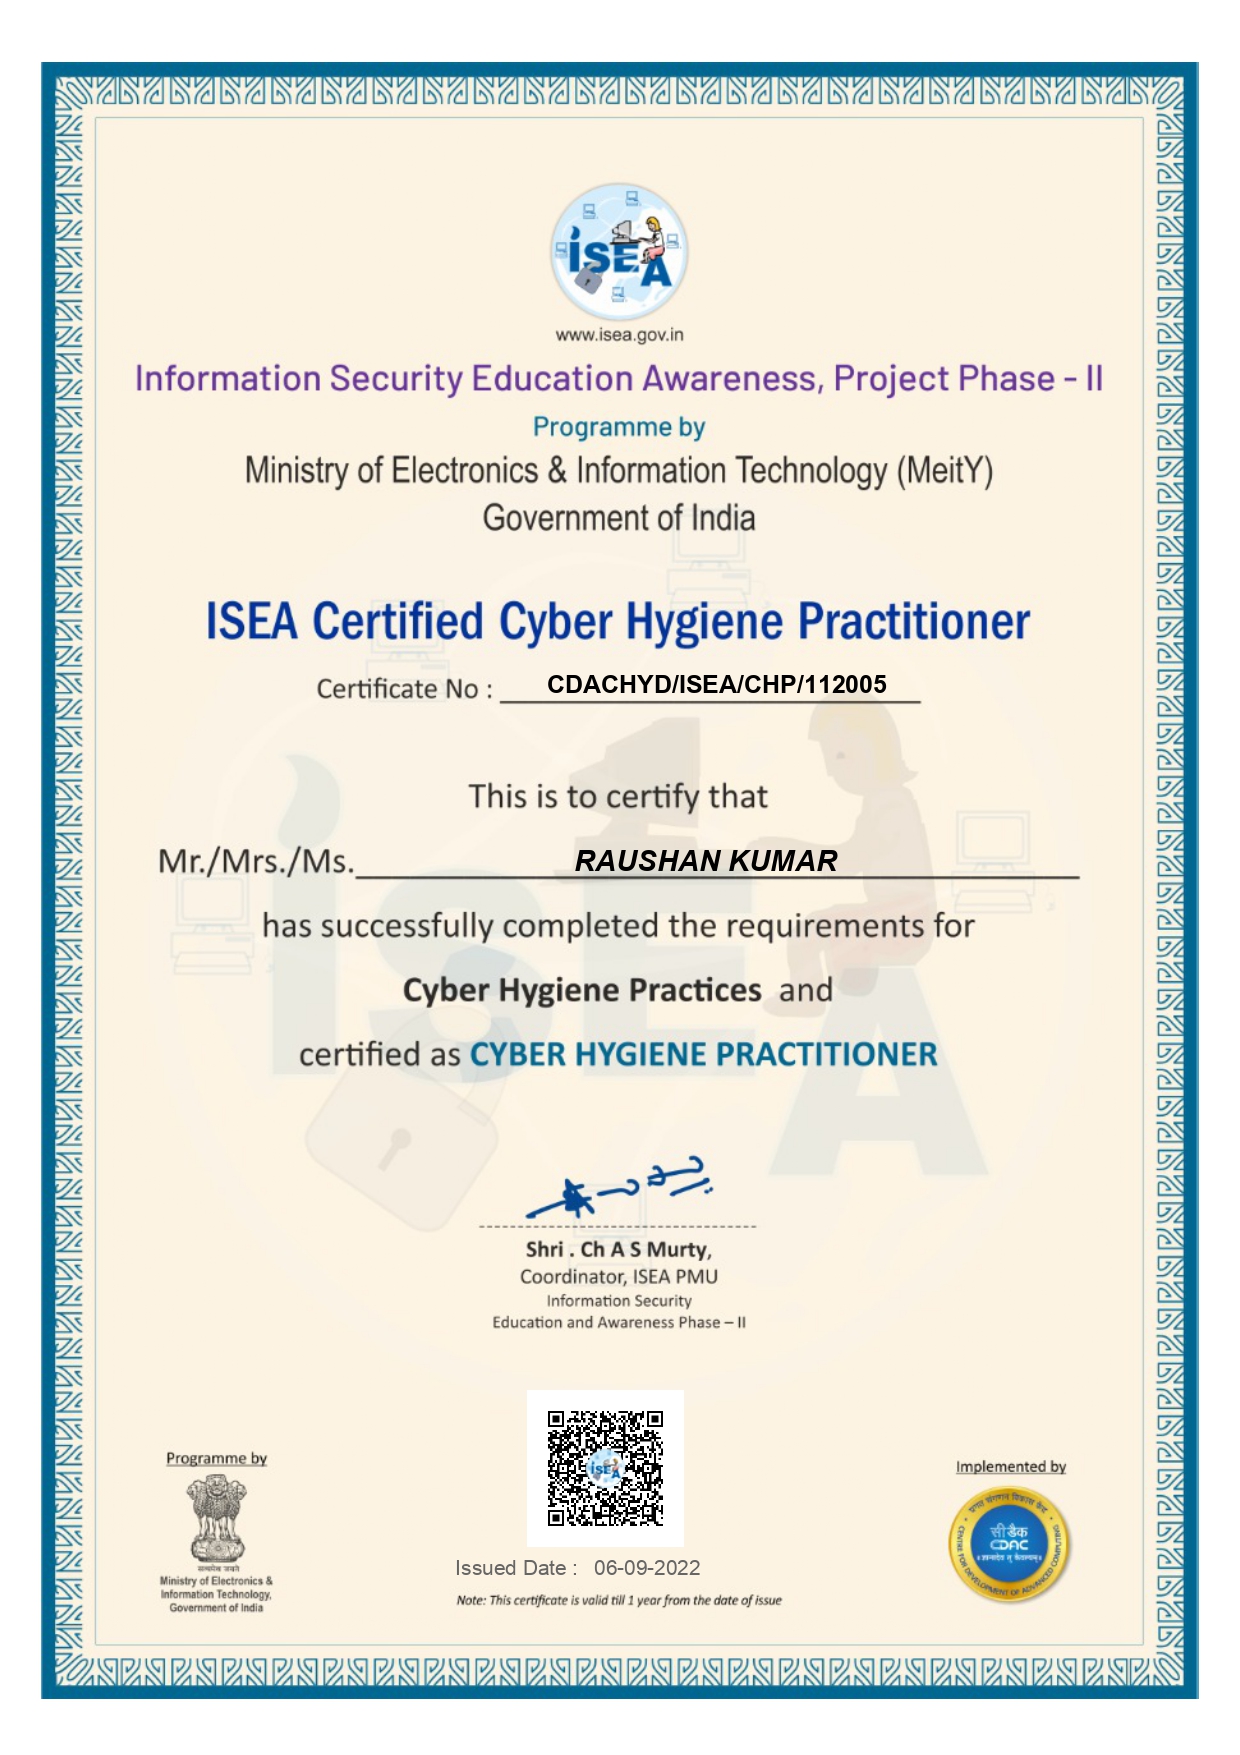 iSEA
www.isea.gov.in
Information Security Education Awareness, Project Phase - II
Programme by
Ministry of Electronics & Information Technology (MeitY)
Government of India
ISEA Certified Cyber Hygiene Practitioner
Certificate No : CDACHYD/ISEA/CHP/112005
This is to certify that
Mr./Mrs./Ms. RAUSHAN KUMAR
has successfully completed the requirements for
Cyber Hygiene Practices and
certified as CYBER HYGIENE PRACTITIONER
Shri . Ch A S Murty,
Coordinator, ISEA PMU
Information Security
Education and Awareness Phase – II
iSEA
Issued Date : 06-09-2022
Note: This certificate is valid till 1 year from the date of issue
Programme by
सत्यमेव जयते
Ministry of Electronics &
Information Technology,
Government of India
Implemented by
प्रगत संगणन विकास केंद्र
सी डैक
CDAC
CENTRE FOR DEVELOPMENT OF ADVANCED COMPUTING